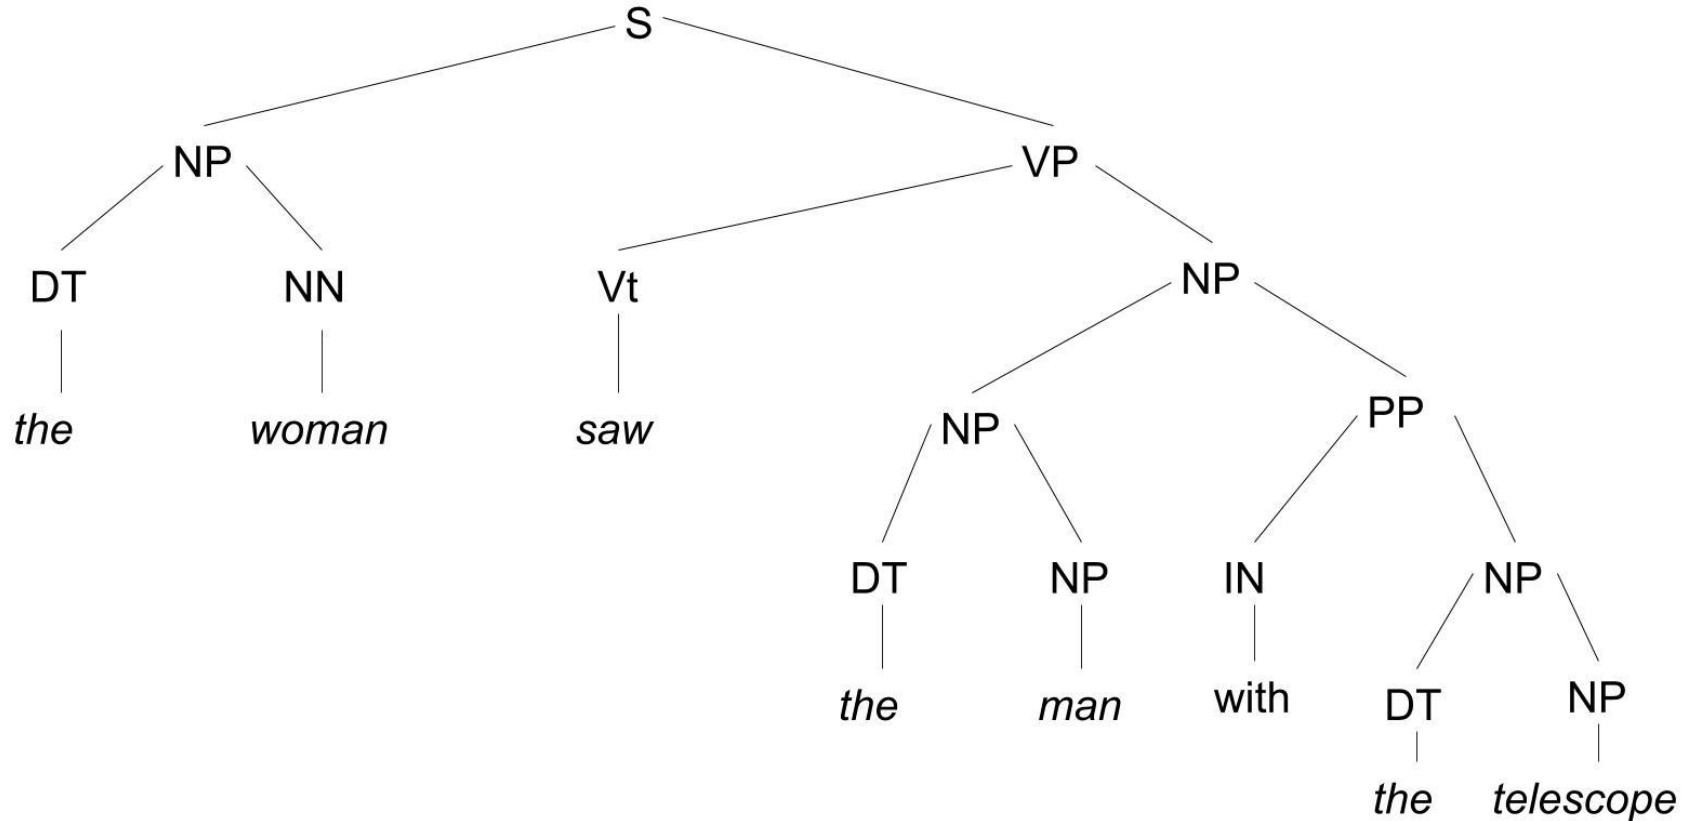 S
NP VP
DT NN Vt NP
the woman saw NP PP
DT NP IN NP
the man with DT NP
the telescope